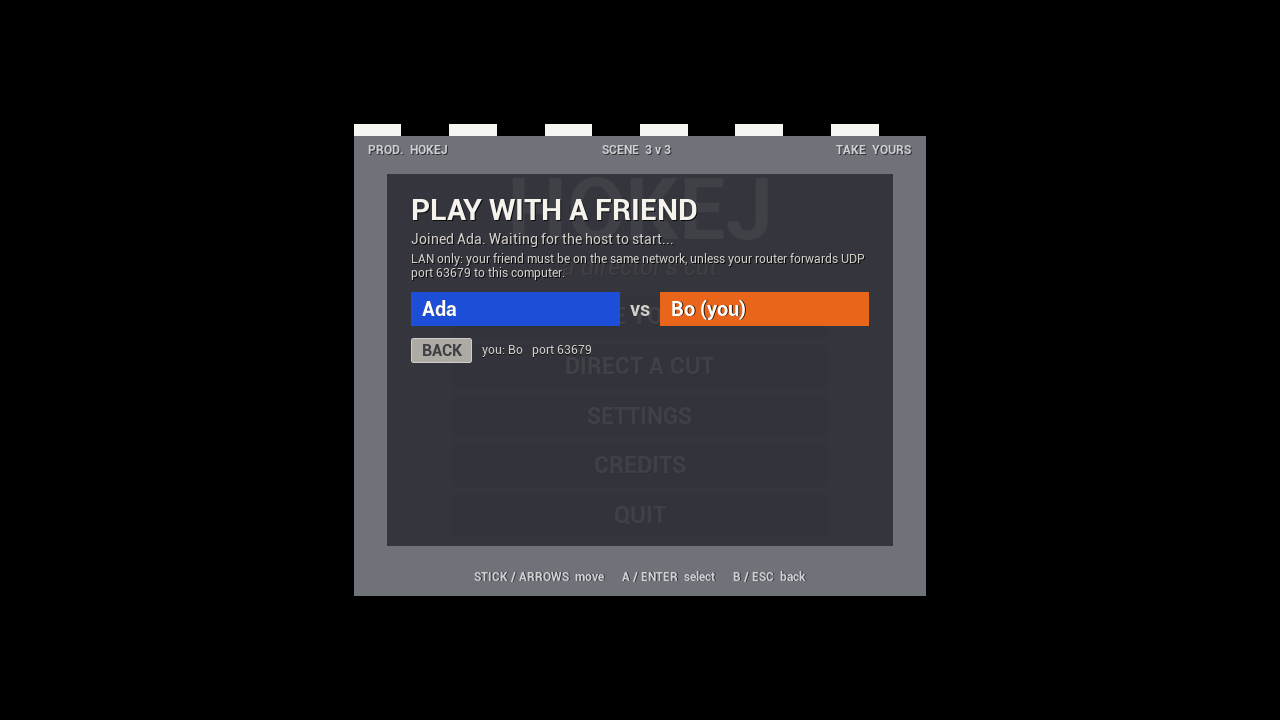 PROD. HOKEJ
SCENE 3 v 3
TAKE YOURS
HOKEJ
PLAY WITH A FRIEND
Joined Ada. Waiting for the host to start...
LAN only: your friend must be on the same network, unless your router forwards UDP
port 63679 to this computer.
a director's cut
Ada
vs
Bo (you)
BACK
you: Bo port 63679
DIRECT A CUT
SETTINGS
CREDITS
QUIT
STICK / ARROWS move A / ENTER select B / ESC back